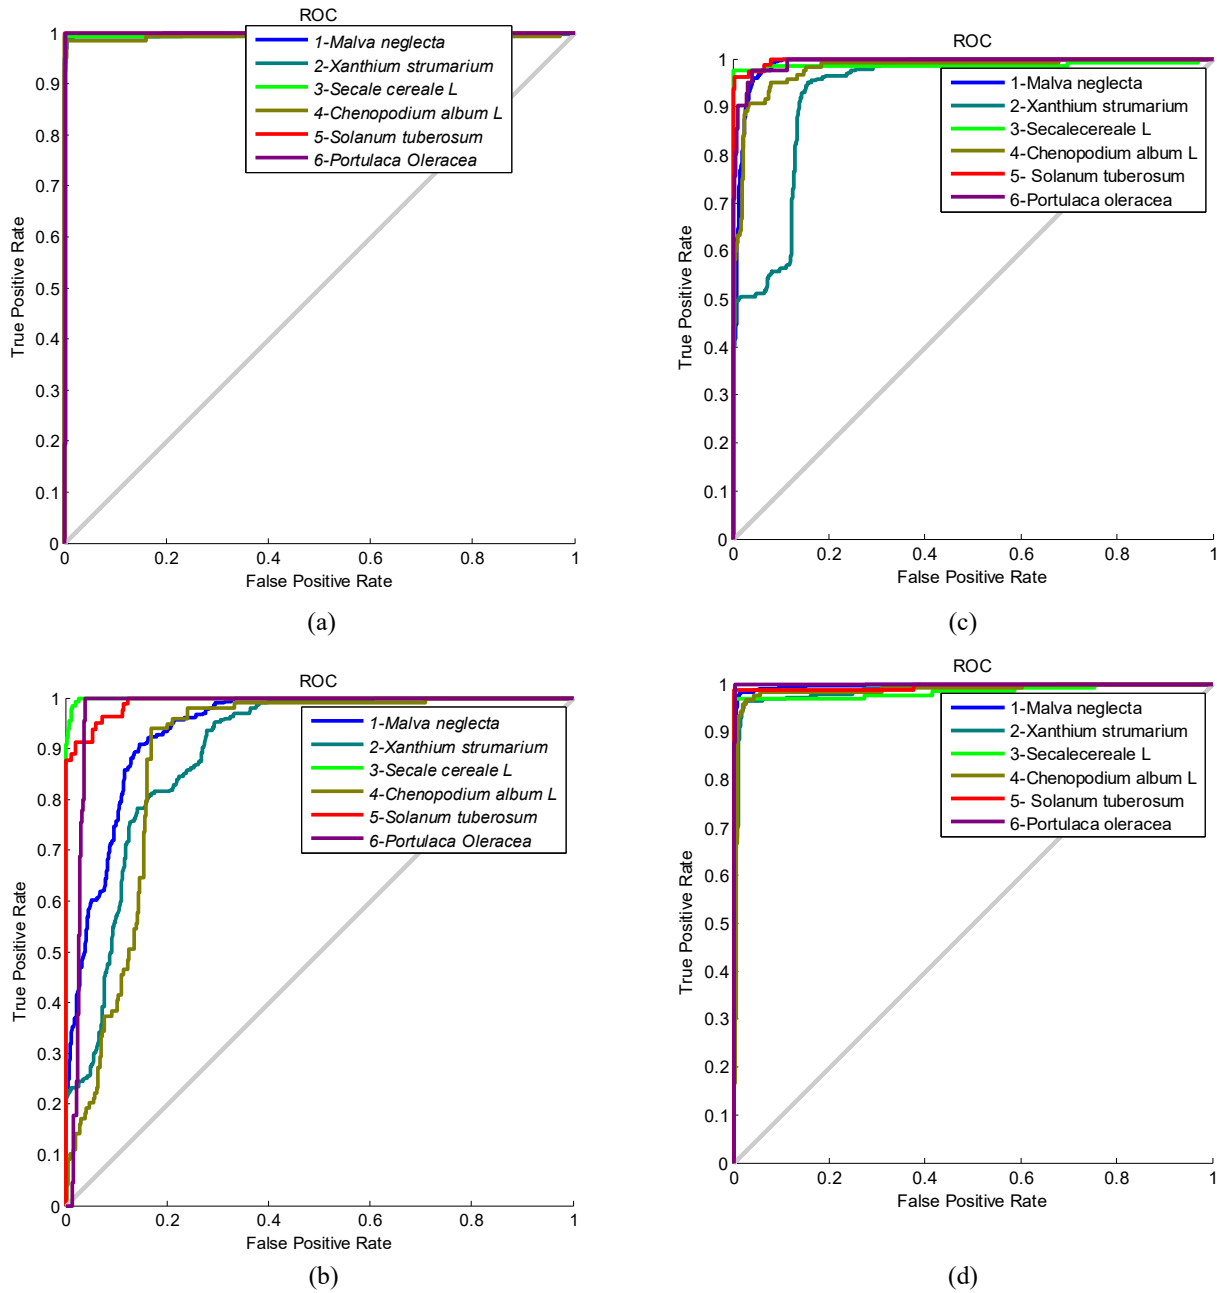 ROC
1-Malva neglecta
2-Xanthium strumarium
3-Secale cereale L
4-Chenopodium album L
5-Solanum tuberosum
6-Portulaca Oleracea
1
0.9
0.8
0.7
0.6
0.5
0.4
0.3
0.2
0.1
0
True Positive Rate
0 0.2 0.4 0.6 0.8 1
False Positive Rate
(a)
ROC
1-Malva neglecta
2-Xanthium strumarium
3-Secalecereale L
4-Chenopodium album L
5- Solanum tuberosum
6-Portulaca oleracea
1
0.9
0.8
0.7
0.6
0.5
0.4
0.3
0.2
0.1
0
True Positive Rate
0 0.2 0.4 0.6 0.8 1
False Positive Rate
(c)
ROC
1-Malva neglecta
2-Xanthium strumarium
3-Secale cereale L
4-Chenopodium album L
5-Solanum tuberosum
6-Portulaca Oleracea
1
0.9
0.8
0.7
0.6
0.5
0.4
0.3
0.2
0.1
0
True Positive Rate
0 0.2 0.4 0.6 0.8 1
False Positive Rate
(b)
ROC
1-Malva neglecta
2-Xanthium strumarium
3-Secalecereale L
4-Chenopodium album L
5- Solanum tuberosum
6-Portulaca oleracea
1
0.9
0.8
0.7
0.6
0.5
0.4
0.3
0.2
0.1
0
True Positive Rate
0 0.2 0.4 0.6 0.8 1
False Positive Rate
(d)